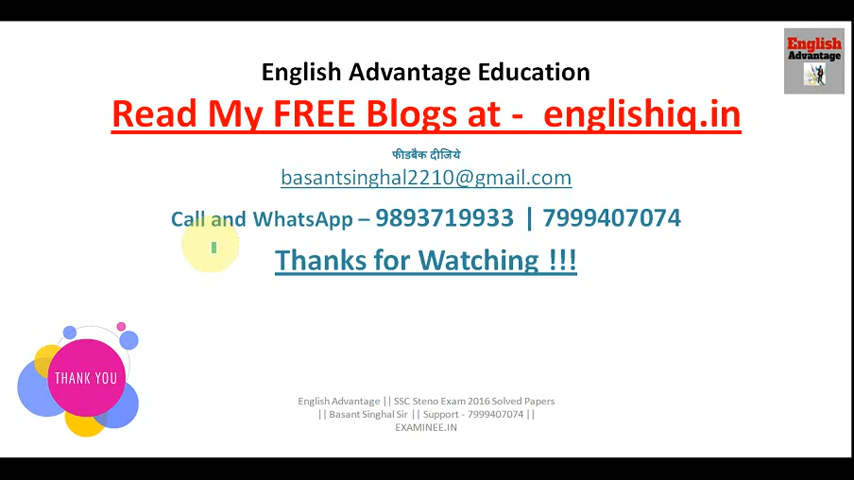 English
Advantage
English Advantage Education
Read My FREE Blogs at - englishiq.in
फीडबैक दीजिये
basantsinghal2210@gmail.com
Call and WhatsApp – 9893719933 | 7999407074
Thanks for Watching !!!
THANK YOU
English Advantage || SSC Steno Exam 2016 Solved Papers
|| Basant Singhal Sir || Support - 7999407074 ||
EXAMINEE.IN